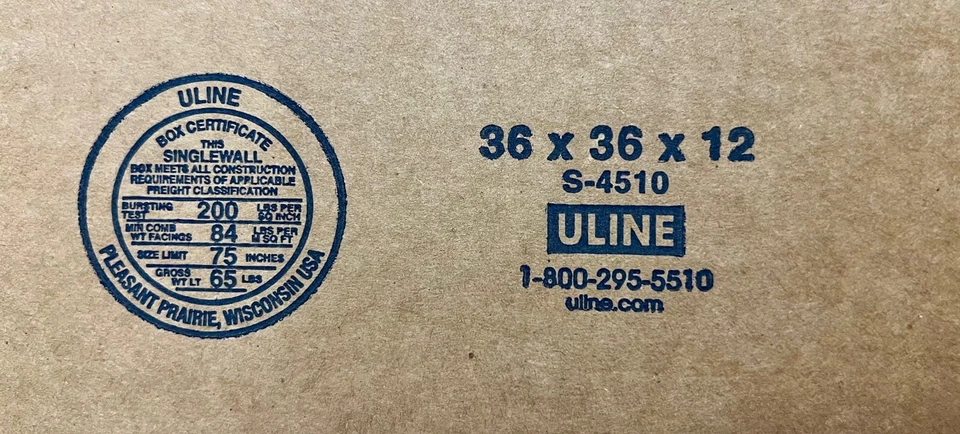 ULINE
BOX CERTIFICATE
THIS
SINGLEWALL
BOX MEETS ALL CONSTRUCTION
REQUIREMENTS OF APPLICABLE
FREIGHT CLASSIFICATION
BURSTING TEST 200 LBS PER SQ INCH
MIN COMB WT FACINGS 84 LBS PER M SQ FT
SIZE LIMIT 75 INCHES
GROSS WT LT 65 LBS
PLEASANT PRAIRIE, WISCONSIN USA
36 x 36 x 12
S-4510
ULINE
1-800-295-5510
uline.com